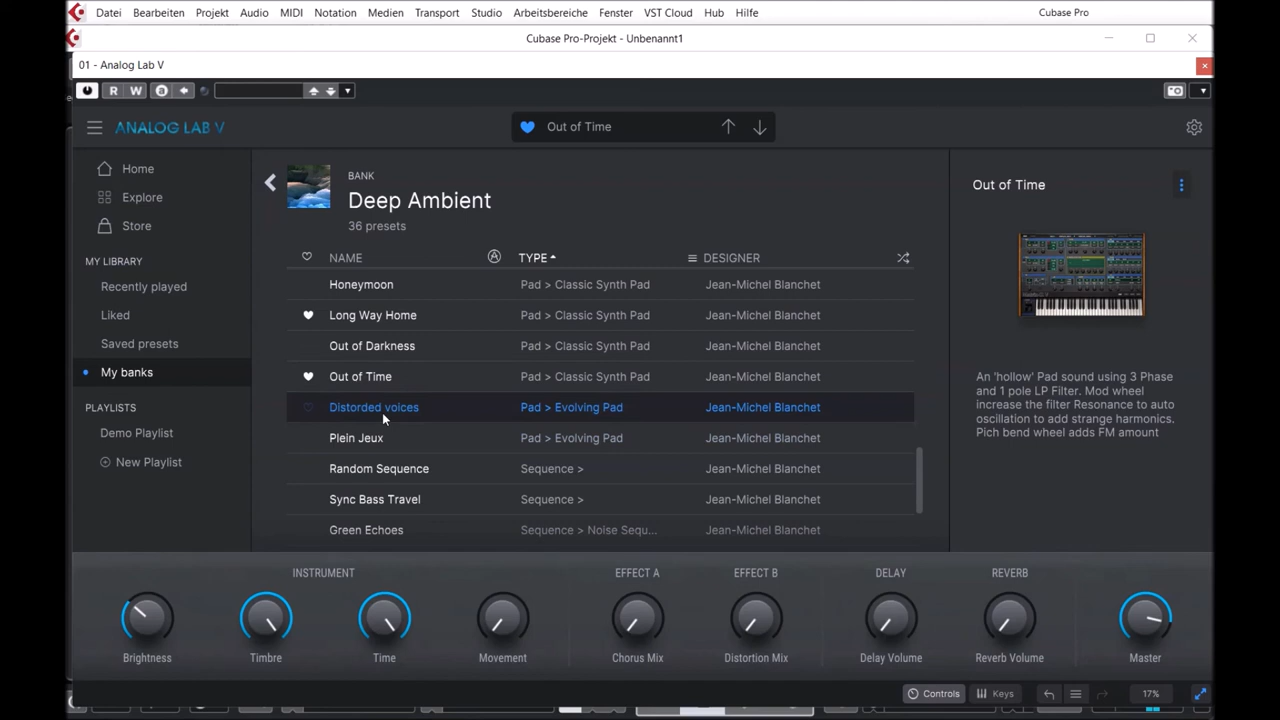 Datei Bearbeiten Projekt Audio MIDI Notation Medien Transport Studio Arbeitsbereiche Fenster VST Cloud Hub Hilfe Cubase Pro
Cubase Pro-Projekt - Unbenannt1
01 - Analog Lab V
R W a
ANALOG LAB V
Out of Time
Home
Explore
Store
MY LIBRARY
Recently played
Liked
Saved presets
My banks
PLAYLISTS
Demo Playlist
New Playlist
BANK
Deep Ambient
36 presets
NAME TYPE DESIGNER
Honeymoon Pad > Classic Synth Pad Jean-Michel Blanchet
Long Way Home Pad > Classic Synth Pad Jean-Michel Blanchet
Out of Darkness Pad > Classic Synth Pad Jean-Michel Blanchet
Out of Time Pad > Classic Synth Pad Jean-Michel Blanchet
Distorded voices Pad > Evolving Pad Jean-Michel Blanchet
Plein Jeux Pad > Evolving Pad Jean-Michel Blanchet
Random Sequence Sequence > Jean-Michel Blanchet
Sync Bass Travel Sequence > Jean-Michel Blanchet
Green Echoes Sequence > Noise Sequ... Jean-Michel Blanchet
Out of Time
An 'hollow' Pad sound using 3 Phase
and 1 pole LP Filter. Mod wheel
increase the filter Resonance to auto
oscillation to add strange harmonics.
Pich bend wheel adds FM amount
INSTRUMENT EFFECT A EFFECT B DELAY REVERB
Brightness Timbre Time Movement Chorus Mix Distortion Mix Delay Volume Reverb Volume Master
Controls Keys 17%